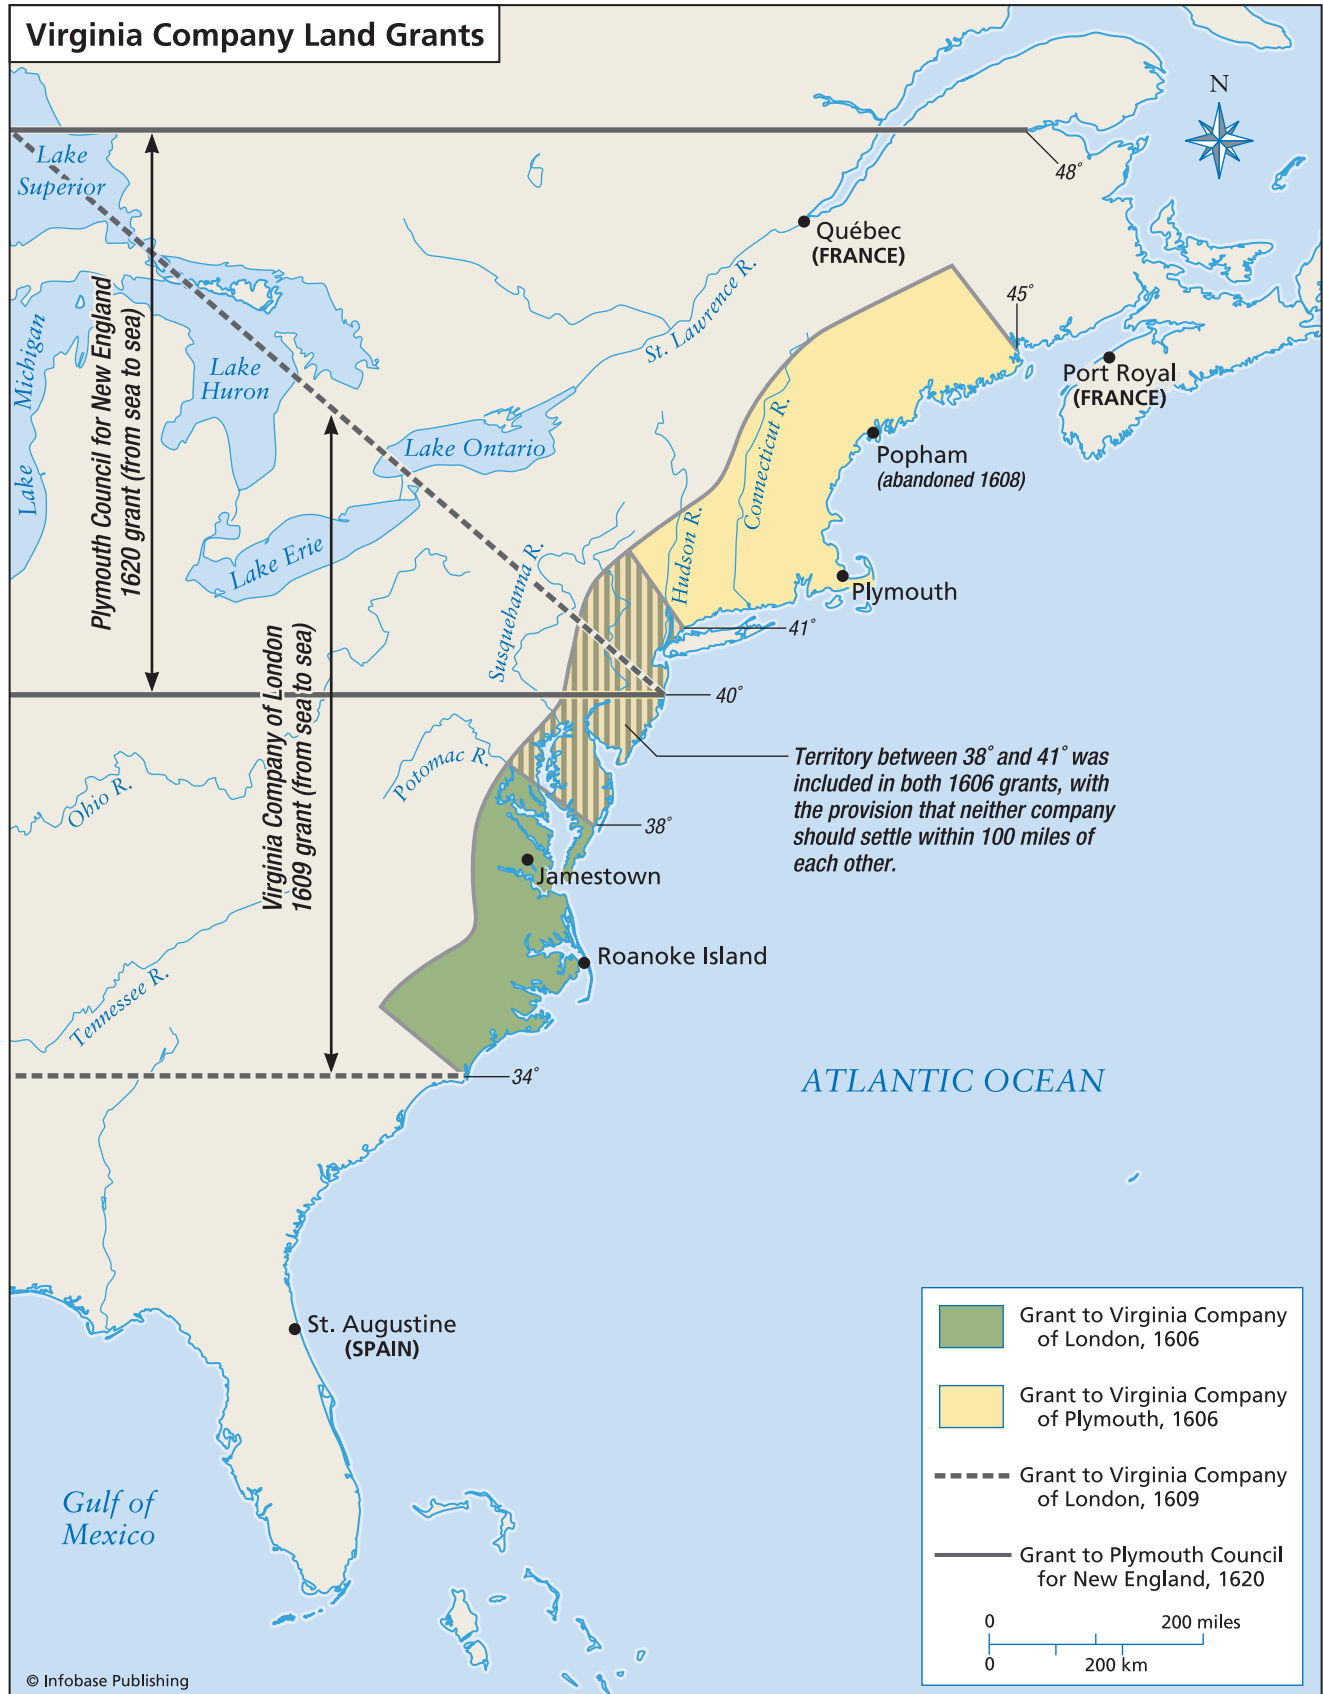 Virginia Company Land Grants
N
Lake
Superior
48°
Québec
(FRANCE)
St. Lawrence R.
45°
Port Royal
(FRANCE)
Lake Michigan
Plymouth Council for New England
1620 grant (from sea to sea)
Lake
Huron
Lake Ontario
Connecticut R.
Popham
(abandoned 1608)
Hudson R.
Lake Erie
Susquehanna R.
Plymouth
41°
Virginia Company of London
1609 grant (from sea to sea)
40°
Potomac R.
Territory between 38° and 41° was
included in both 1606 grants, with
the provision that neither company
should settle within 100 miles of
each other.
Ohio R.
38°
Jamestown
Roanoke Island
Tennessee R.
34°
ATLANTIC OCEAN
St. Augustine
(SPAIN)
Gulf of
Mexico
Grant to Virginia Company
of London, 1606
Grant to Virginia Company
of Plymouth, 1606
Grant to Virginia Company
of London, 1609
Grant to Plymouth Council
for New England, 1620
0 200 miles
0 200 km
© Infobase Publishing